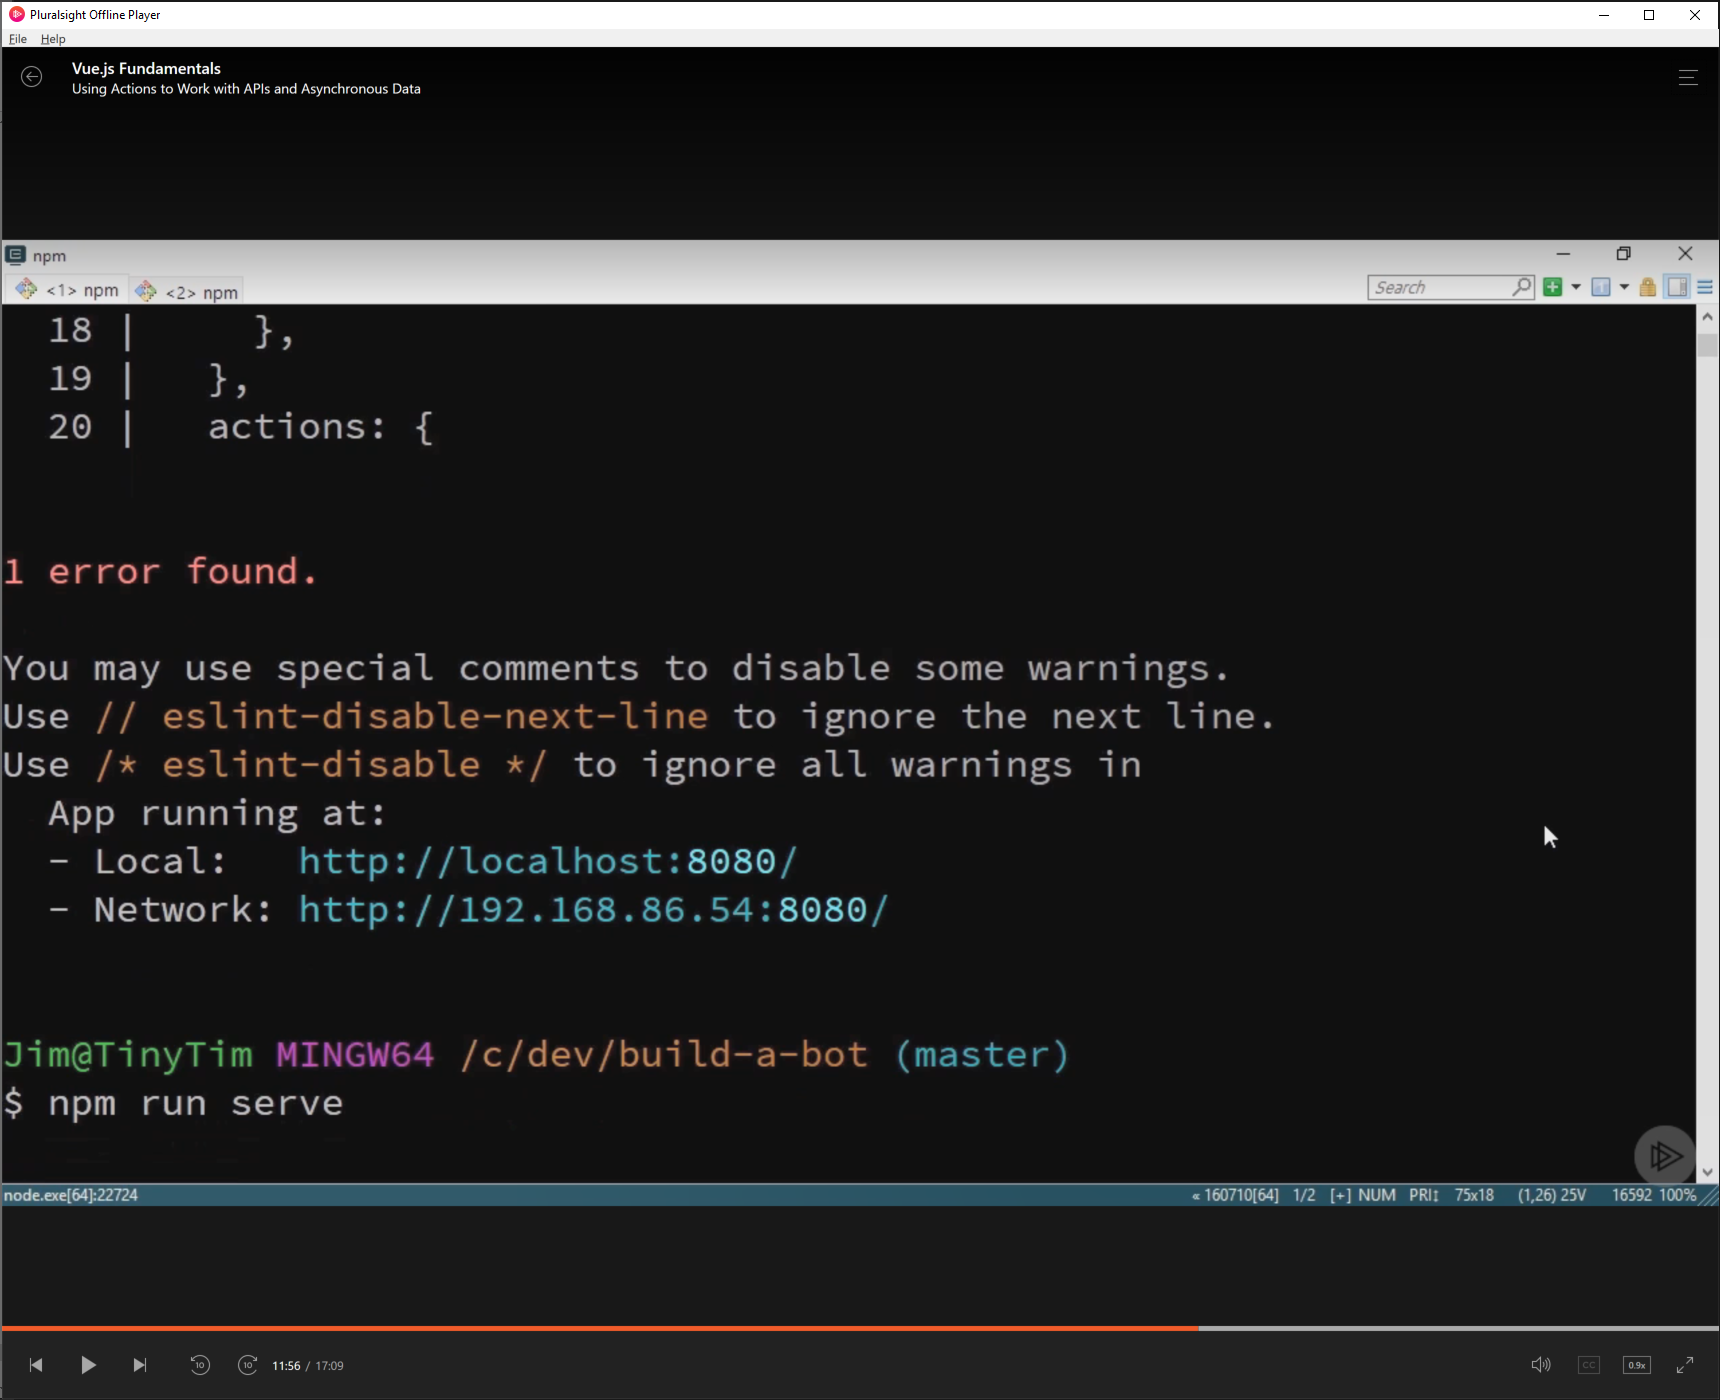 Pluralsight Offline Player
File Help
Vue.js Fundamentals
Using Actions to Work with APIs and Asynchronous Data
npm
<1> npm <2> npm Search
18 | },
19 | },
20 | actions: {
1 error found.
You may use special comments to disable some warnings.
Use // eslint-disable-next-line to ignore the next line.
Use /* eslint-disable */ to ignore all warnings in
App running at:
- Local: http://localhost:8080/
- Network: http://192.168.86.54:8080/
Jim@TinyTim MINGW64 /c/dev/build-a-bot (master)
$ npm run serve
node.exe[64]:22724 « 160710[64] 1/2 [+] NUM PRI↕ 75x18 (1,26) 25V 16592 100%
10 10 11:56 / 17:09 CC 0.9x